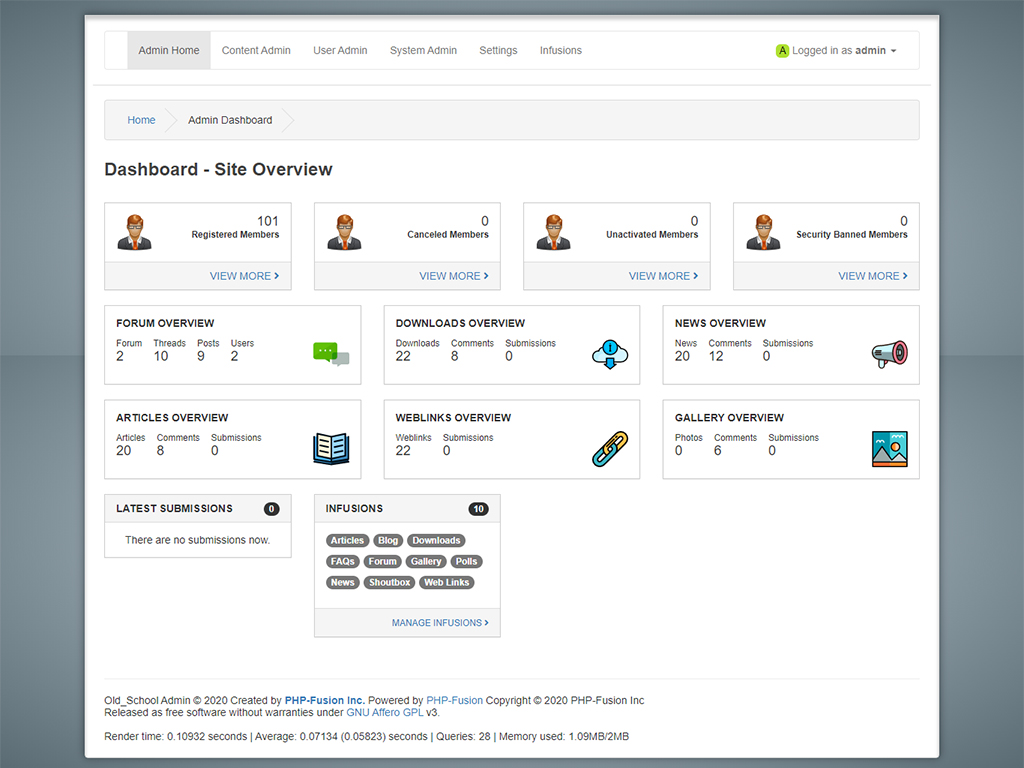 Admin Home Content Admin User Admin System Admin Settings Infusions A Logged in as admin
Home Admin Dashboard
Dashboard - Site Overview
101 0 0 0
Registered Members Canceled Members Unactivated Members Security Banned Members
VIEW MORE VIEW MORE VIEW MORE VIEW MORE
FORUM OVERVIEW DOWNLOADS OVERVIEW NEWS OVERVIEW
Forum Threads Posts Users Downloads Comments Submissions News Comments Submissions
2 10 9 2 22 8 0 20 12 0
ARTICLES OVERVIEW WEBLINKS OVERVIEW GALLERY OVERVIEW
Articles Comments Submissions Weblinks Submissions Photos Comments Submissions
20 8 0 22 0 0 6 0
LATEST SUBMISSIONS 0 INFUSIONS 10
There are no submissions now.
Articles Blog Downloads
FAQs Forum Gallery Polls
News Shoutbox Web Links
MANAGE INFUSIONS
Old_School Admin © 2020 Created by PHP-Fusion Inc. Powered by PHP-Fusion Copyright © 2020 PHP-Fusion Inc
Released as free software without warranties under GNU Affero GPL v3.
Render time: 0.10932 seconds | Average: 0.07134 (0.05823) seconds | Queries: 28 | Memory used: 1.09MB/2MB